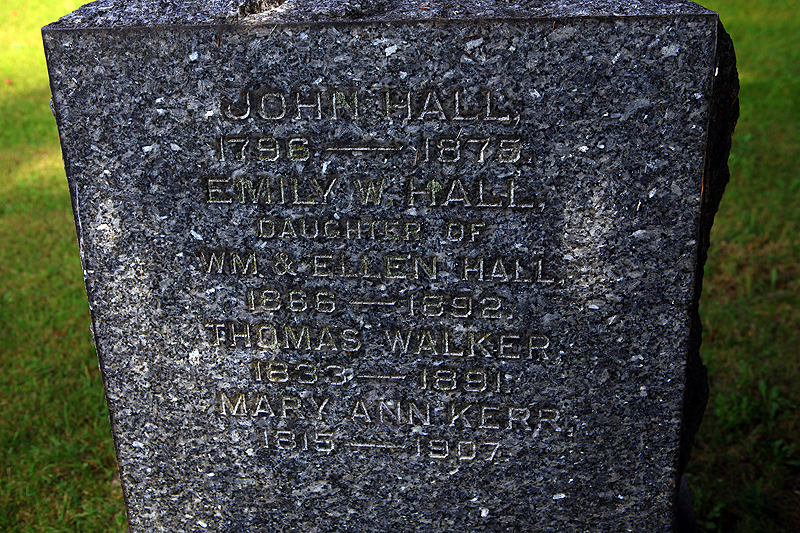 JOHN HALL,
1798 — 1875.
EMILY W. HALL,
DAUGHTER OF
WM & ELLEN HALL,
1866 — 1892.
THOMAS WALKER
1833 — 1891.
MARY ANN KERR,
1815 — 1907.